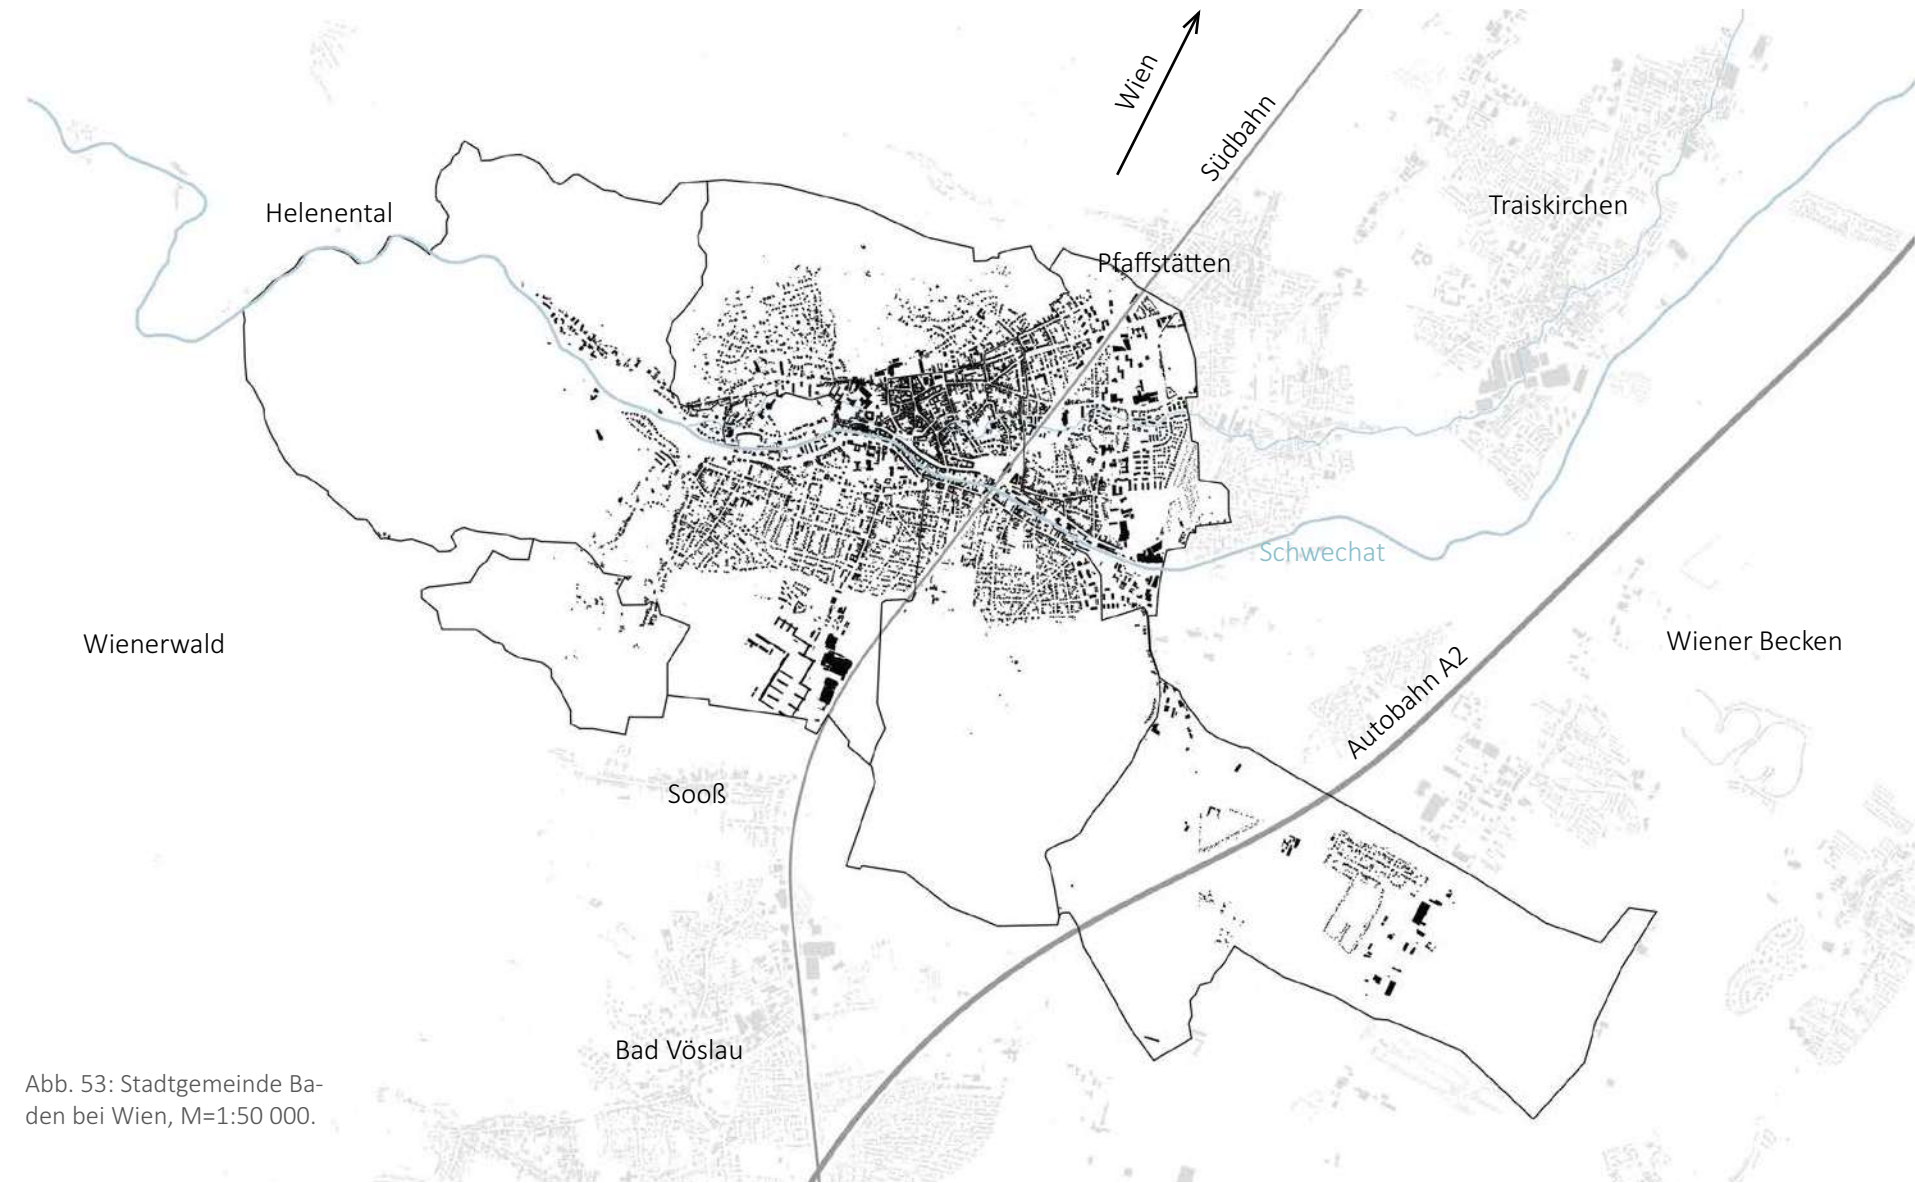 Wien
Südbahn
Helenental
Traiskirchen
Pfaffstätten
Schwechat
Wienerwald
Wiener Becken
Autobahn A2
Sooß
Bad Vöslau
Abb. 53: Stadtgemeinde Ba-
den bei Wien, M=1:50 000.